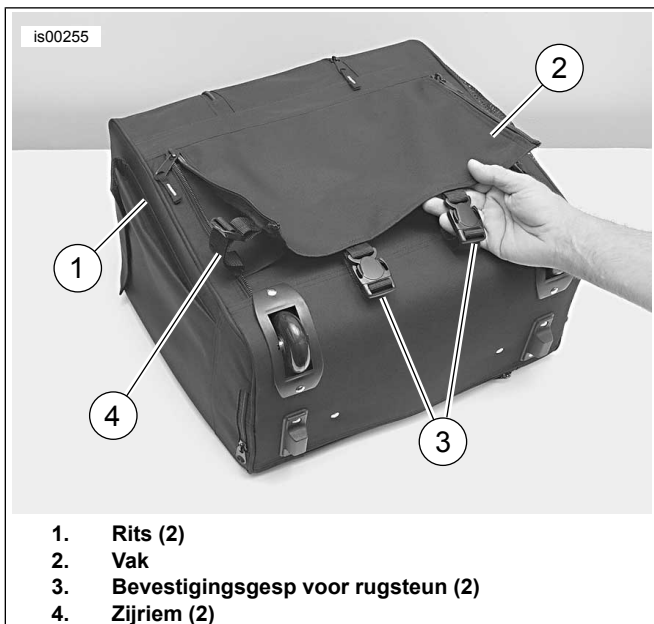 is00255
2
1
4
3
1. Rits (2)
2. Vak
3. Bevestigingsgesp voor rugsteun (2)
4. Zijriem (2)